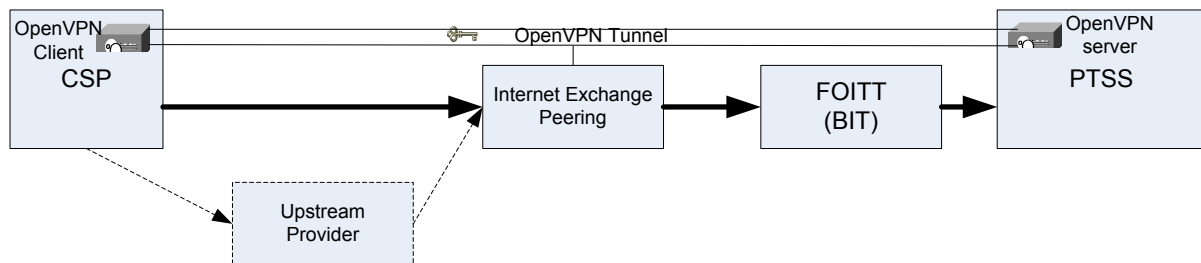 OpenVPN
Client
CSP
OpenVPN Tunnel
OpenVPN
server
PTSS
Internet Exchange
Peering
FOITT
(BIT)
Upstream
Provider